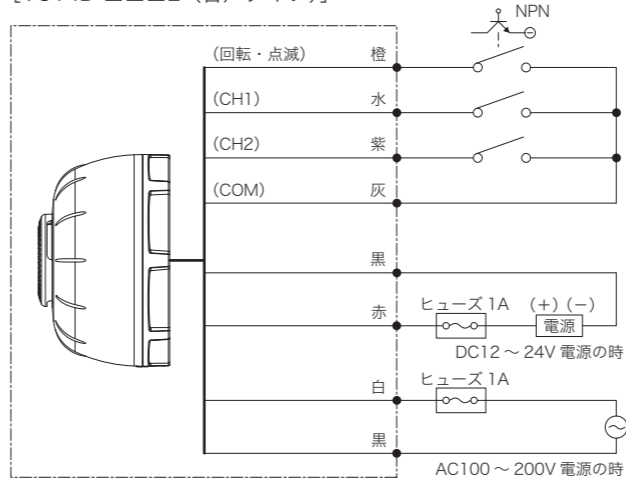 NPN
(回転・点滅) 橙
(CH1) 水
(CH2) 紫
(COM) 灰
黒
赤 ヒューズ 1A (+) (−)
電源
DC12 ～ 24V 電源の時
白 ヒューズ 1A
黒
AC100 ～ 200V 電源の時